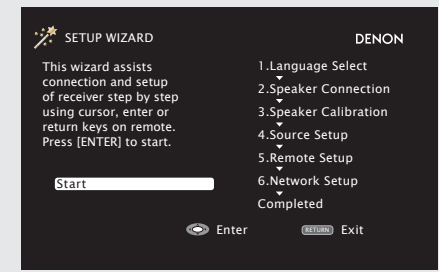 SETUP WIZARD
DENON
This wizard assists
connection and setup
of receiver step by step
using cursor, enter or
return keys on remote.
Press [ENTER] to start.
Start
1.Language Select
2.Speaker Connection
3.Speaker Calibration
4.Source Setup
5.Remote Setup
6.Network Setup
Completed
Enter
RETURN Exit